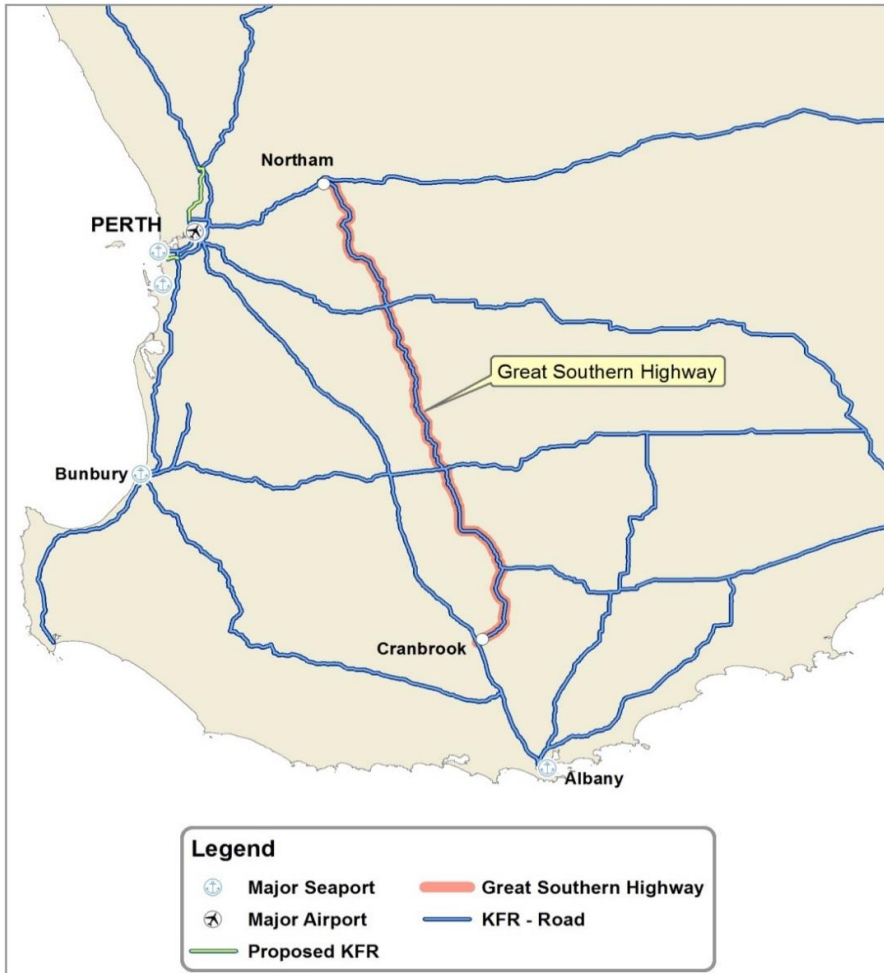 Northam
PERTH
Great Southern Highway
Bunbury
Cranbrook
Albany
Legend
Major Seaport
Great Southern Highway
Major Airport
KFR - Road
Proposed KFR